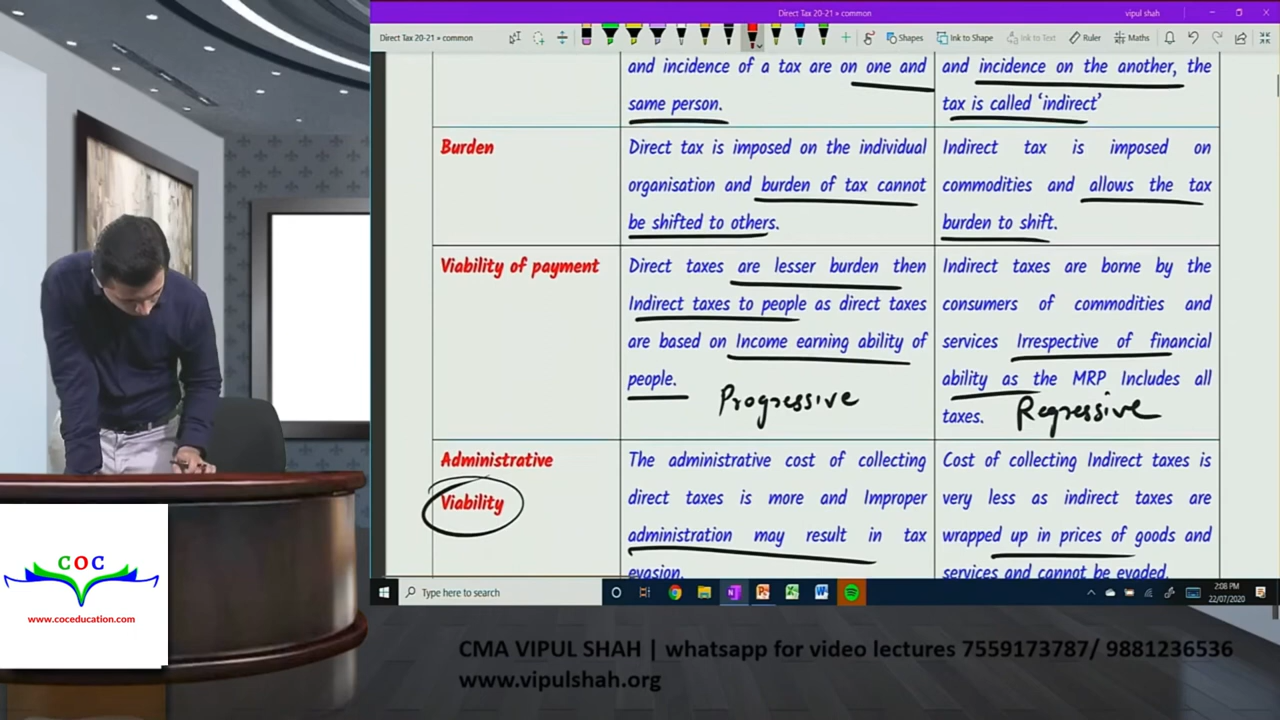 Direct Tax 20-21 » common
vipul shah
Direct Tax 20-21 » common
Shapes
Ink to Shape
Ink to Text
Ruler
Maths
and incidence of a tax are on one and
same person.
and incidence on the another, the
tax is called ‘indirect’
Burden
Direct tax is imposed on the individual
organisation and burden of tax cannot
be shifted to others.
Indirect tax is imposed on
commodities and allows the tax
burden to shift.
Viability of payment
Direct taxes are lesser burden then
Indirect taxes to people as direct taxes
are based on Income earning ability of
people.
Progressive
Indirect taxes are borne by the
consumers of commodities and
services Irrespective of financial
ability as the MRP Includes all
taxes.
Regressive
Administrative
Viability
The administrative cost of collecting
direct taxes is more and Improper
administration may result in tax
evasion.
Cost of collecting Indirect taxes is
very less as indirect taxes are
wrapped up in prices of goods and
services and cannot be evaded.
Type here to search
2:08 PM
22/07/2020
COC
www.coceducation.com
CMA VIPUL SHAH | whatsapp for video lectures 7559173787/ 9881236536
www.vipulshah.org